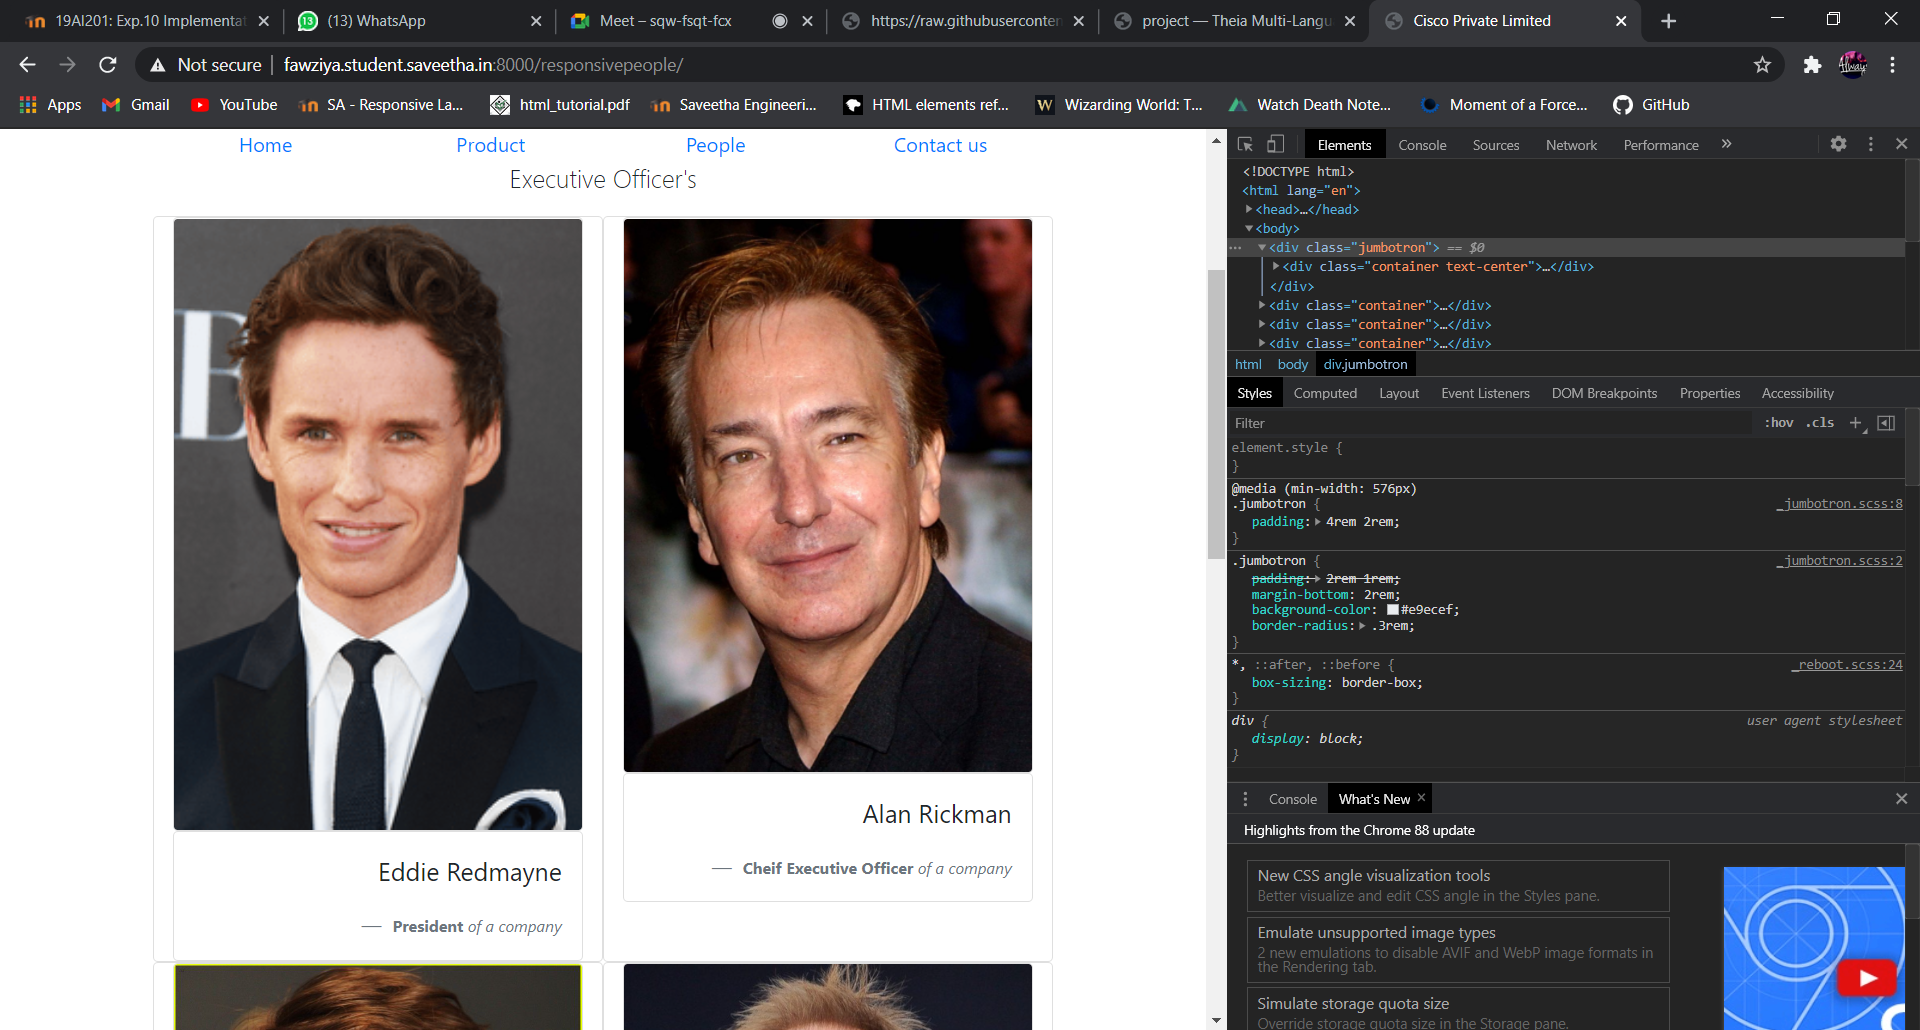 19AI201: Exp.10 Implementat
(13) WhatsApp
Meet – sqw-fsqt-fcx
https://raw.githubuserconten
project — Theia Multi-Langu
Cisco Private Limited
Not secure | fawziya.student.saveetha.in:8000/responsivepeople/
Apps
Gmail
YouTube
SA - Responsive La...
html_tutorial.pdf
Saveetha Engineeri...
HTML elements ref...
Wizarding World: T...
Watch Death Note...
Moment of a Force...
GitHub
Home
Product
People
Contact us
Executive Officer's
B
Eddie Redmayne
— President of a company
Alan Rickman
— Cheif Executive Officer of a company
Elements
Console
Sources
Network
Performance
»
<!DOCTYPE html>
<html lang="en">
<head>…</head>
<body>
<div class="jumbotron"> == $0
<div class="container text-center">…</div>
</div>
<div class="container">…</div>
<div class="container">…</div>
<div class="container">…</div>
html body div.jumbotron
Styles
Computed
Layout
Event Listeners
DOM Breakpoints
Properties
Accessibility
Filter
:hov .cls +
element.style {
}
@media (min-width: 576px)
.jumbotron { _jumbotron.scss:8
padding: 4rem 2rem;
}
.jumbotron { _jumbotron.scss:2
padding: 2rem 1rem;
margin-bottom: 2rem;
background-color: #e9ecef;
border-radius: .3rem;
}
*, ::after, ::before { _reboot.scss:24
box-sizing: border-box;
}
div { user agent stylesheet
display: block;
}
Console
What's New
Highlights from the Chrome 88 update
New CSS angle visualization tools
Better visualize and edit CSS angle in the Styles pane.
Emulate unsupported image types
2 new emulations to disable AVIF and WebP image formats in
the Rendering tab.
Simulate storage quota size
Override storage quota size in the Storage pane.